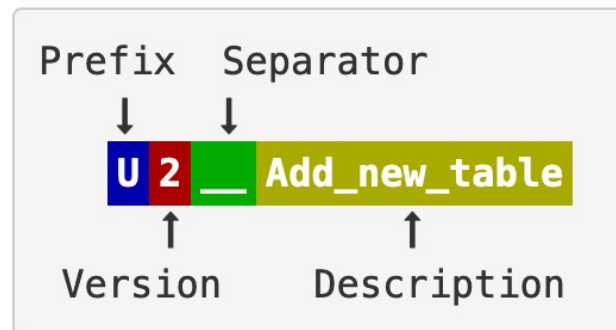 Prefix Separator
↓ ↓
U2__Add_new_table
↑ ↑
Version Description